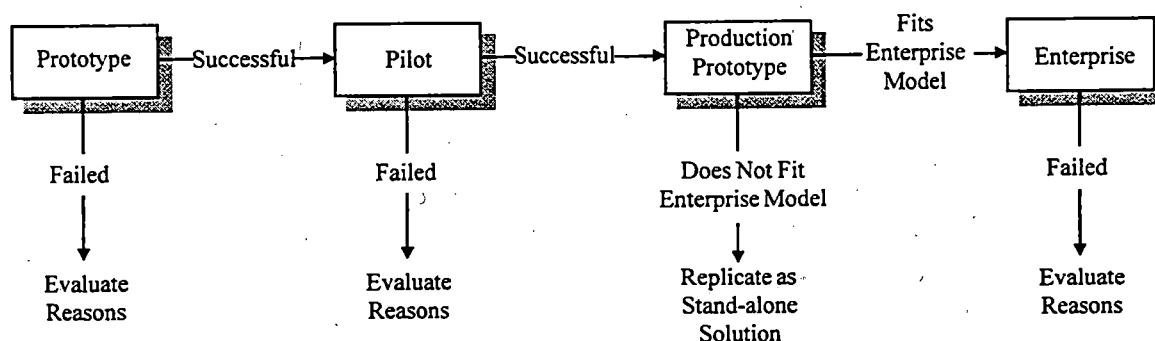 Prototype
Successful
Pilot
Successful
Production
Prototype
Fits
Enterprise
Model
Enterprise
Failed
Failed
Does Not Fit
Enterprise Model
Failed
Evaluate
Reasons
Evaluate
Reasons
Replicate as
Stand-alone
Solution
Evaluate
Reasons